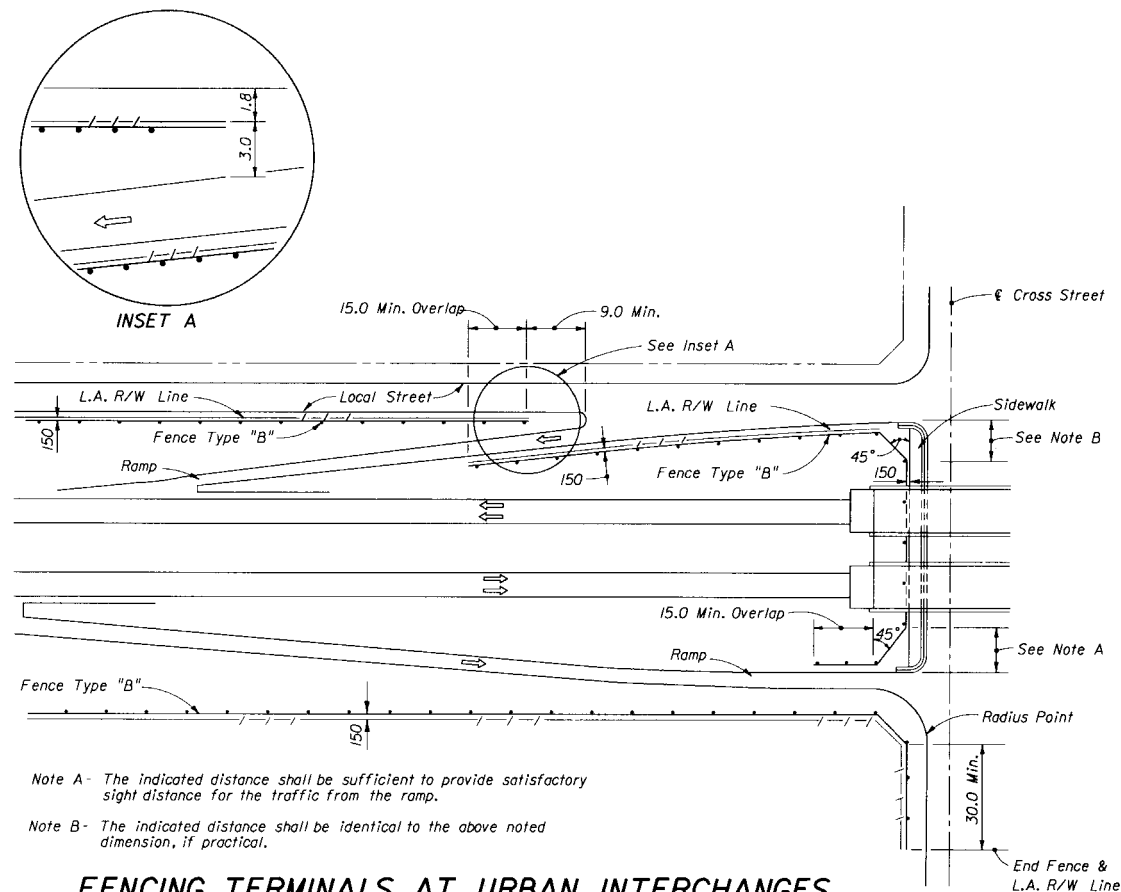 1.8
3.0
INSET A
15.0 Min. Overlap
9.0 Min.
℄ Cross Street
See Inset A
L.A. R/W Line
Local Street
L.A. R/W Line
Sidewalk
150
Fence Type "B"
See Note B
45°
Ramp
150
Fence Type "B"
150
15.0 Min. Overlap
45°
See Note A
Ramp
Fence Type "B"
150
Radius Point
30.0 Min.
Note A- The indicated distance shall be sufficient to provide satisfactory
sight distance for the traffic from the ramp.
Note B- The indicated distance shall be identical to the above noted
dimension, if practical.
End Fence &
L.A. R/W Line
FENCING TERMINALS AT URBAN INTERCHANGES